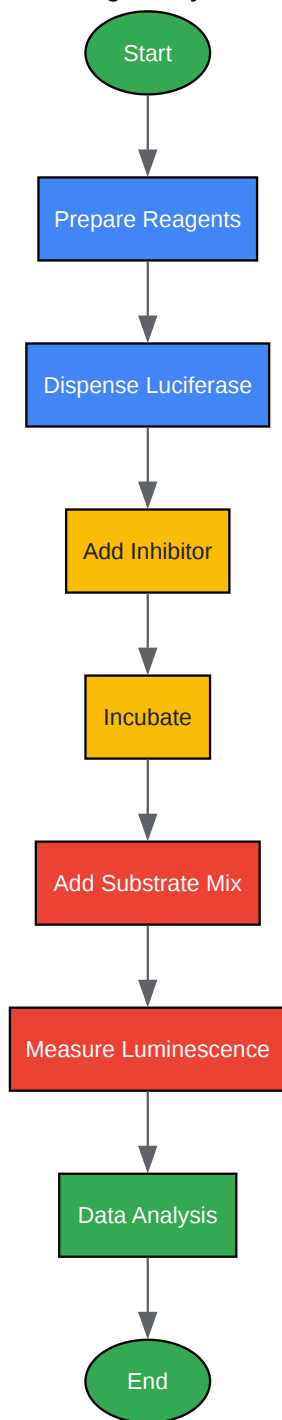 Start
Prepare Reagents
Dispense Luciferase
Add Inhibitor
Incubate
Add Substrate Mix
Measure Luminescence
Data Analysis
End